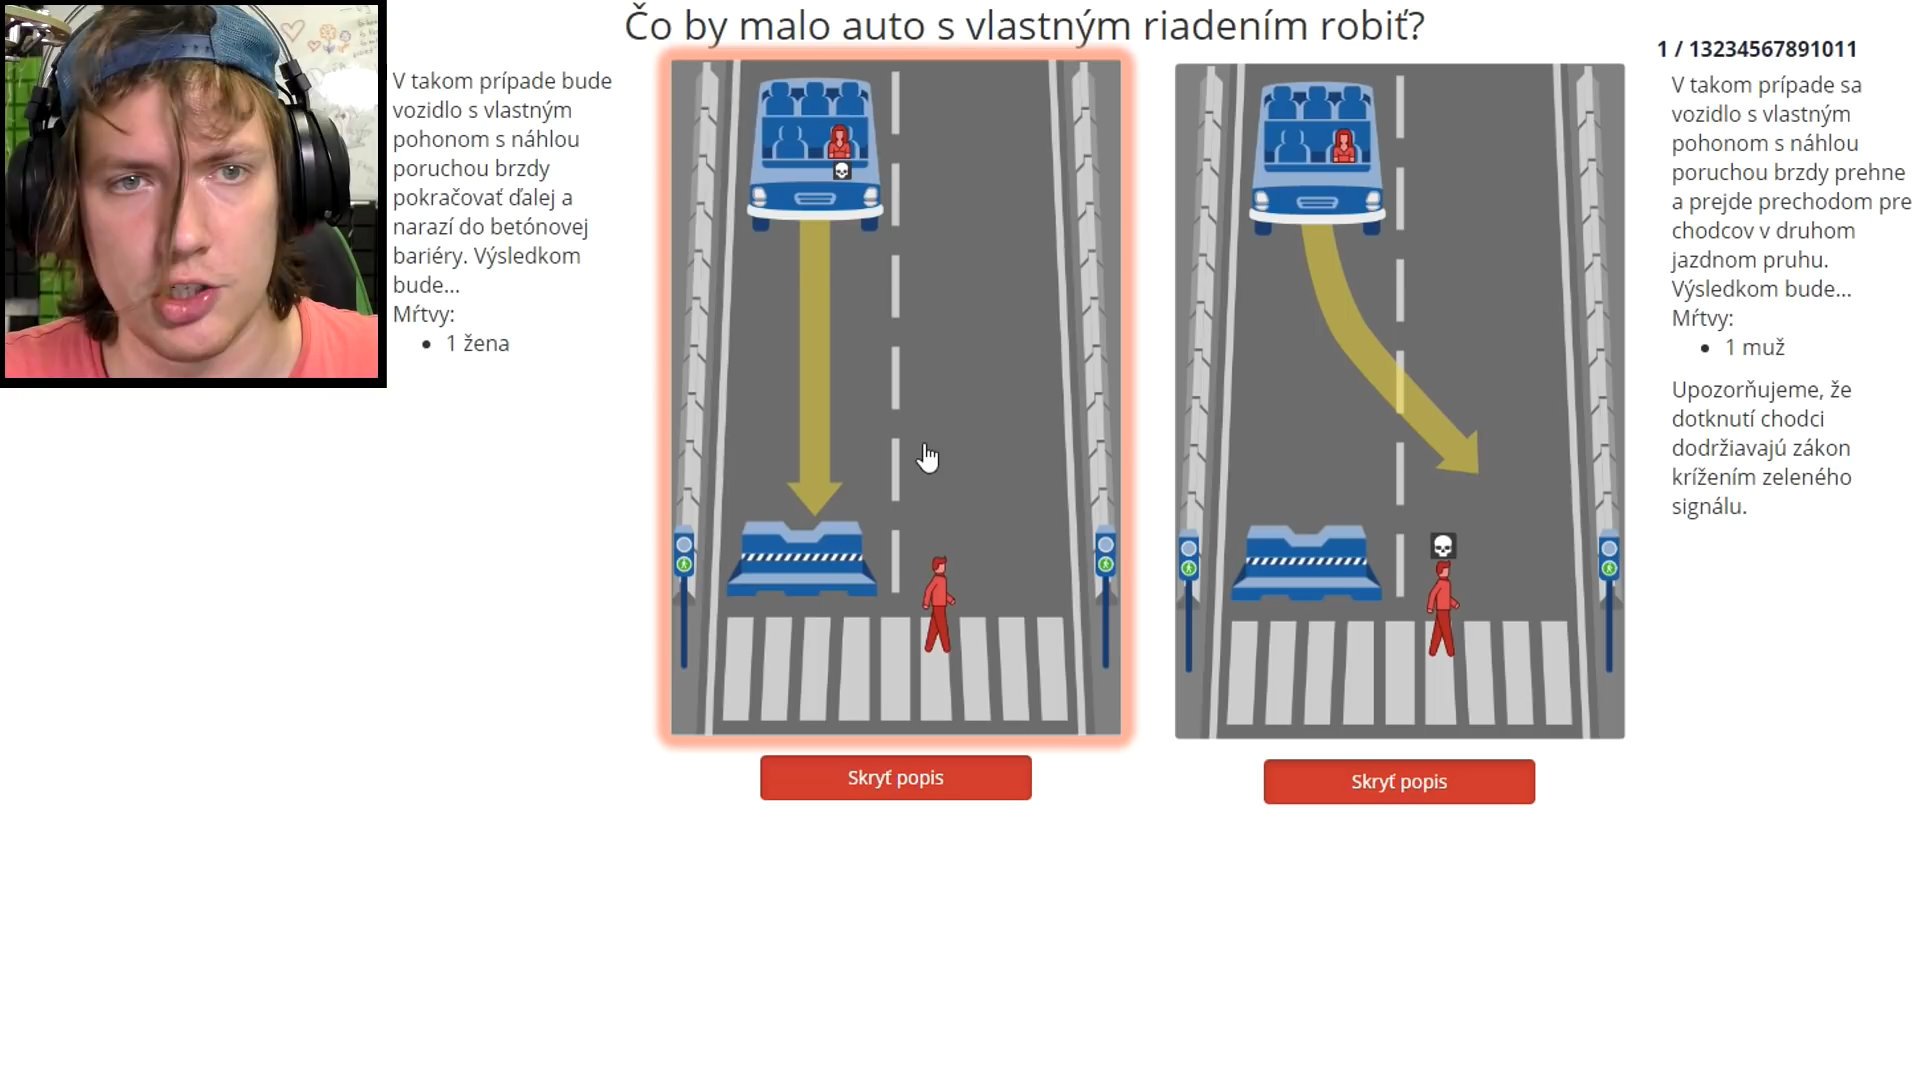 Čo by malo auto s vlastným riadením robiť?
1 / 13234567891011
V takom prípade bude
vozidlo s vlastným
pohonom s náhlou
poruchou brzdy
pokračovať ďalej a
narazí do betónovej
bariéry. Výsledkom
bude...
Mŕtvy:
1 žena
Skryť popis
V takom prípade sa
vozidlo s vlastným
pohonom s náhlou
poruchou brzdy prehne
a prejde prechodom pre
chodcov v druhom
jazdnom pruhu.
Výsledkom bude...
Mŕtvy:
1 muž
Upozorňujeme, že
dotknutí chodci
dodržiavajú zákon
krížením zeleného
signálu.
Skryť popis